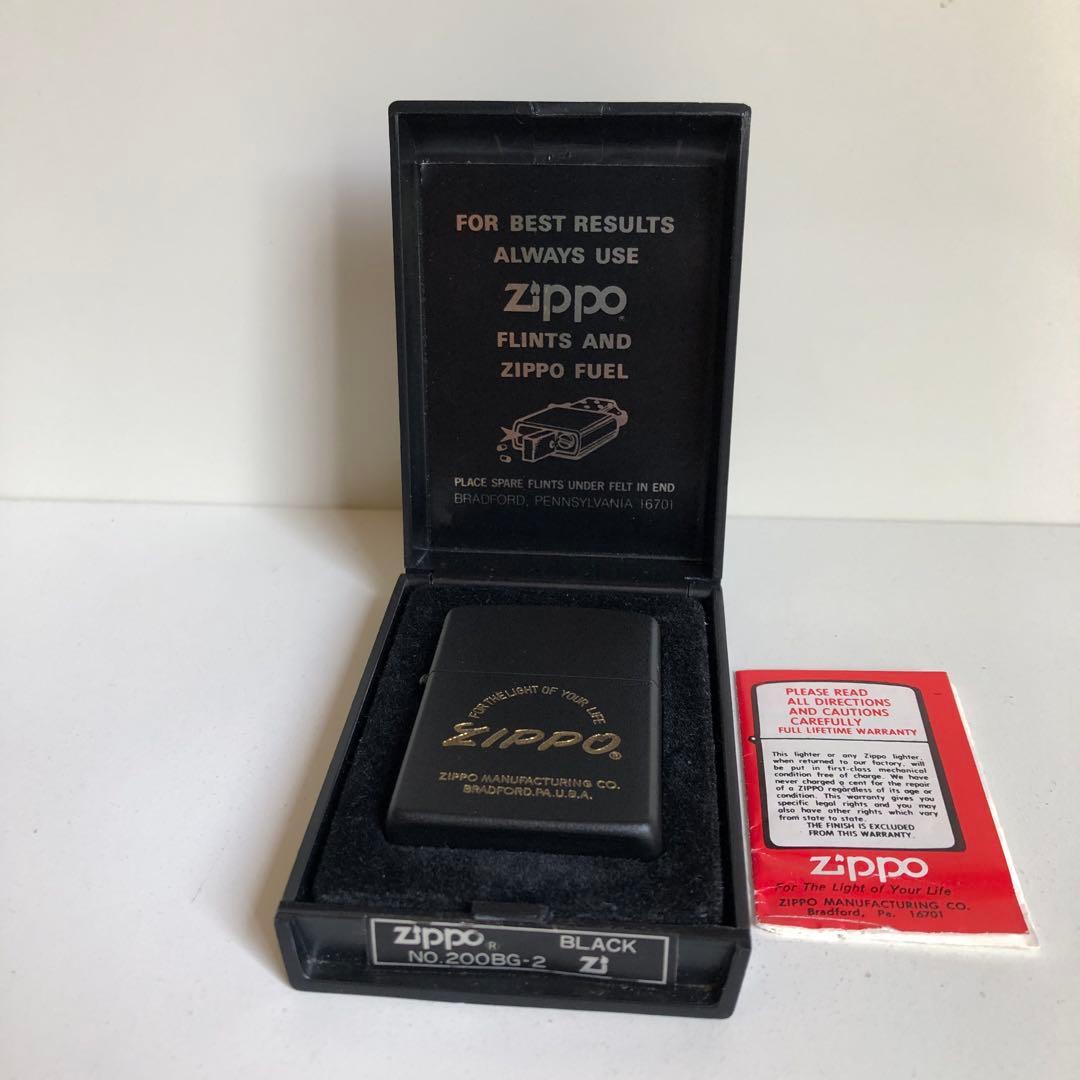 FOR BEST RESULTS
ALWAYS USE
Zippo
FLINTS AND
ZIPPO FUEL
PLACE SPARE FLINTS UNDER FELT IN END
BRADFORD, PENNSYLVANIA 16701
FOR THE LIGHT OF YOUR LIFE
ZIPPO®
ZIPPO MANUFACTURING CO.
BRADFORD.PA.U.S.A.
Zippo® BLACK
NO.200BG-2 Z
PLEASE READ
ALL DIRECTIONS
AND CAUTIONS
CAREFULLY
FULL LIFETIME WARRANTY
This lighter or any Zippo lighter,
when returned to our factory, will
be put in first-class mechanical
condition free of charge. We have
never charged a cent for the repair
of a ZIPPO regardless of its age or
condition. This warranty gives you
specific legal rights and you may
also have other rights which vary
from state to state.
THE FINISH IS EXCLUDED
FROM THIS WARRANTY.
Zippo
For The Light of Your Life
ZIPPO MANUFACTURING CO.
Bradford, Pa. 16701